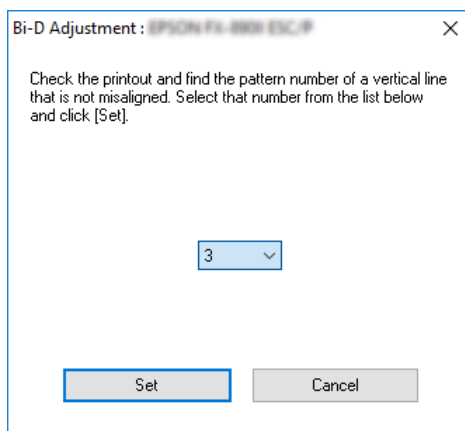 Bi-D Adjustment :
Check the printout and find the pattern number of a vertical line
that is not misaligned. Select that number from the list below
and click [Set].
3
Set
Cancel